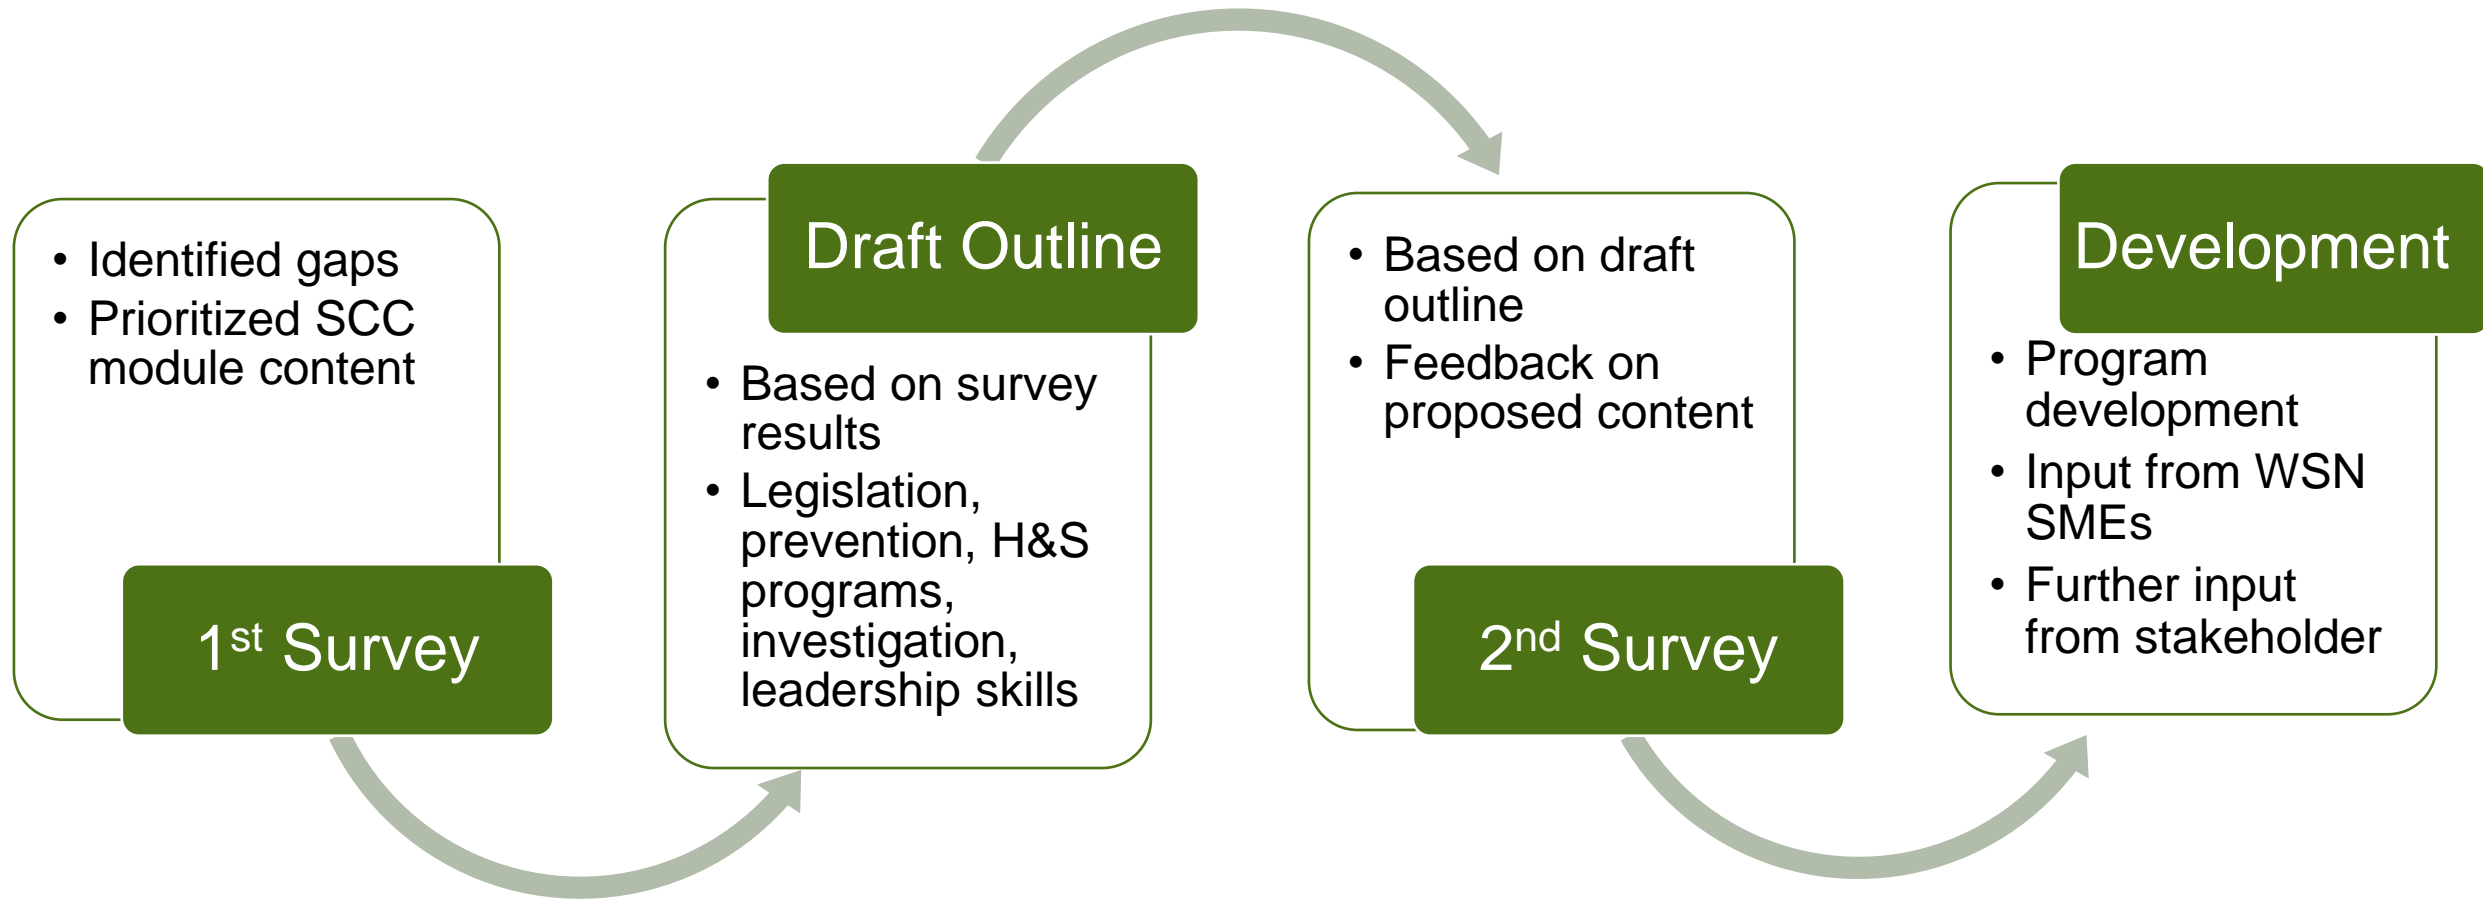 • Identified gaps
• Prioritized SCC
module content
1st Survey
Draft Outline
• Based on survey
results
• Legislation,
prevention, H&S
programs,
investigation,
leadership skills
• Based on draft
outline
• Feedback on
proposed content
2nd Survey
Development
• Program
development
• Input from WSN
SMEs
• Further input
from stakeholder